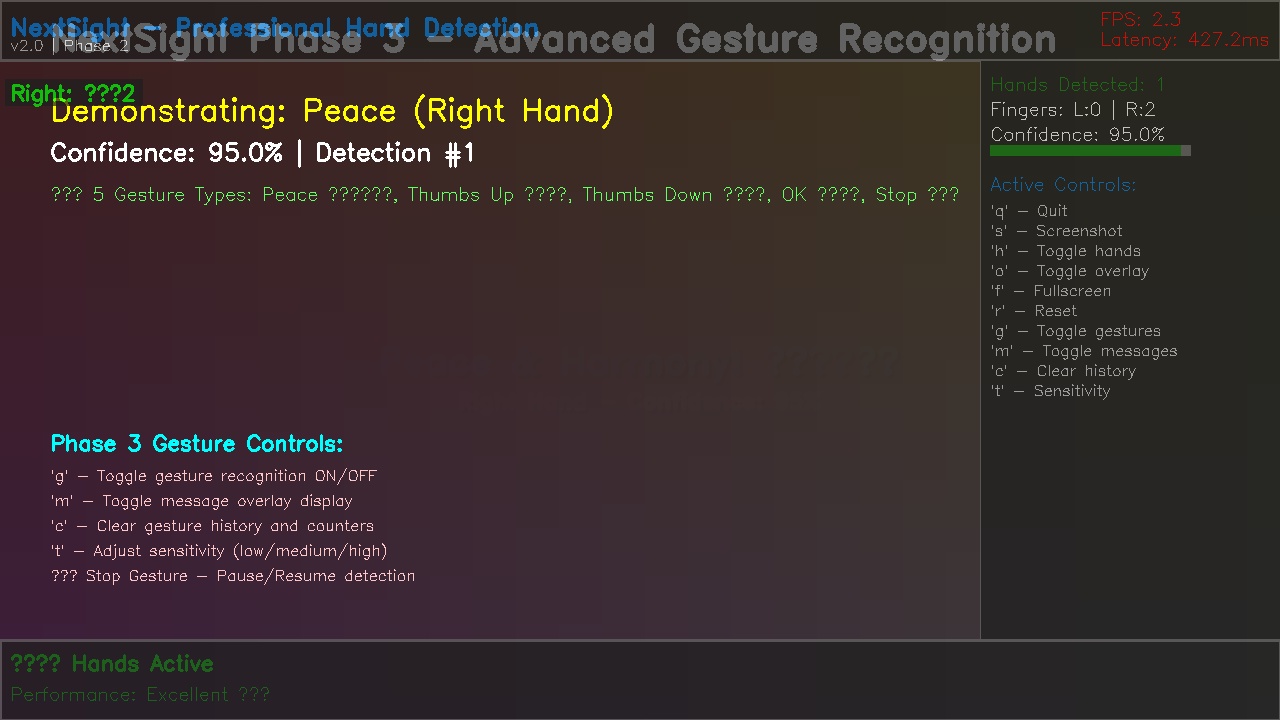 NextSight – Professional Hand Detection
NextSight Phase 3 – Advanced Gesture Recognition
v2.0 | Phase 2
FPS: 2.3
Latency: 427.2ms
Right: ???2
Demonstrating: Peace (Right Hand)
Confidence: 95.0% | Detection #1
??? 5 Gesture Types: Peace ??????, Thumbs Up ????, Thumbs Down ????, OK ????, Stop ???
Phase 3 Gesture Controls:
'g' – Toggle gesture recognition ON/OFF
'm' – Toggle message overlay display
'c' – Clear gesture history and counters
't' – Adjust sensitivity (low/medium/high)
??? Stop Gesture – Pause/Resume detection
Hands Detected: 1
Fingers: L:0 | R:2
Confidence: 95.0%
Active Controls:
'q' – Quit
's' – Screenshot
'h' – Toggle hands
'o' – Toggle overlay
'f' – Fullscreen
'r' – Reset
'g' – Toggle gestures
'm' – Toggle messages
'c' – Clear history
't' – Sensitivity
???? Hands Active
Performance: Excellent ???